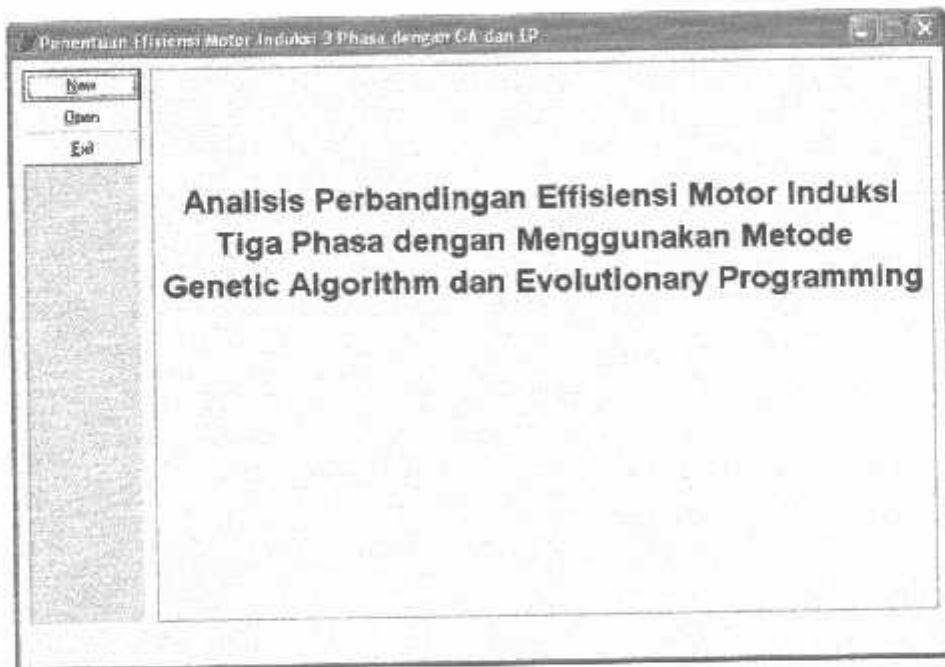 Penentuan Efisiensi Motor Induksi 3 Phasa dengan GA dan EP
New
Open
Exit
Analisis Perbandingan Effisiensi Motor Induksi
Tiga Phasa dengan Menggunakan Metode
Genetic Algorithm dan Evolutionary Programming